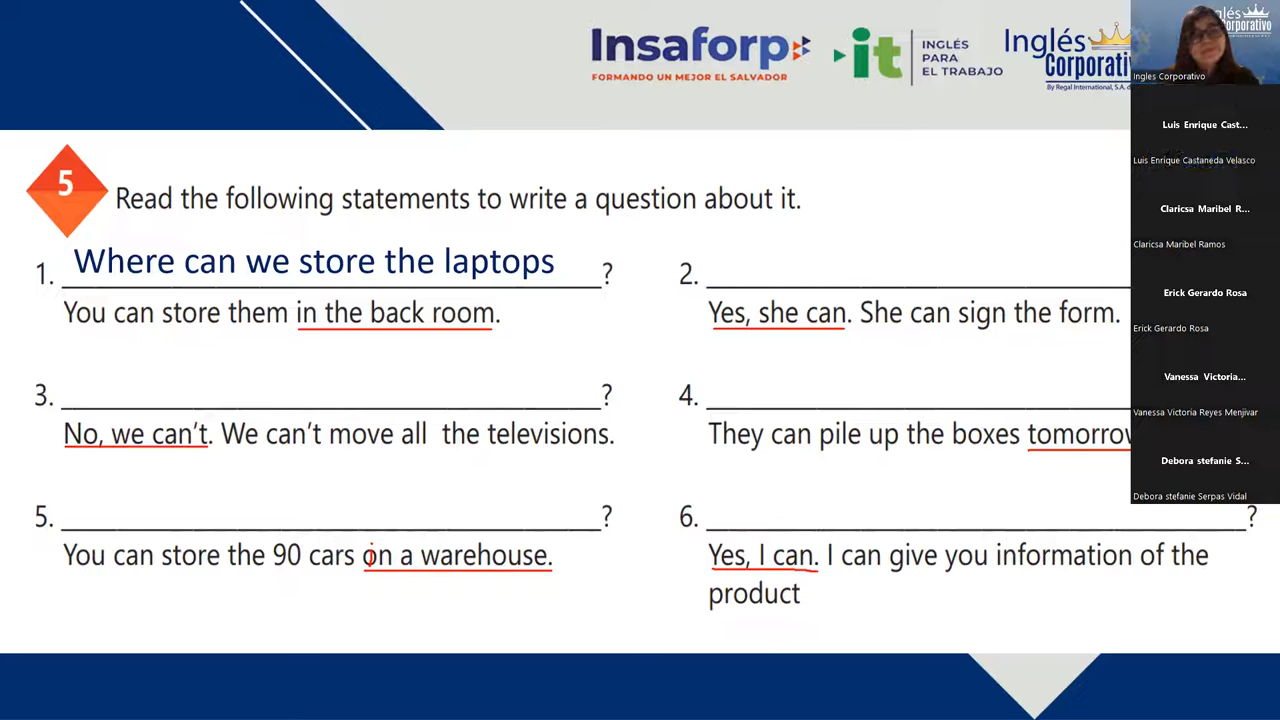 Insaforp
FORMANDO UN MEJOR EL SALVADOR
it
INGLÉS
PARA
EL TRABAJO
Inglés
Corporativ
By Regal International, S.A. d
glés
orporativo
Ingles Corporativo
Luis Enrique Cast...
Luis Enrique Castaneda Velasco
Claricsa Maribel R...
Claricsa Maribel Ramos
Erick Gerardo Rosa
Erick Gerardo Rosa
Vanessa Victoria...
Vanessa Victoria Reyes Menjivar
Debora stefanie S...
Debora stefanie Serpas Vidal
5
Read the following statements to write a question about it.
1. Where can we store the laptops ?
You can store them in the back room.
2.
Yes, she can. She can sign the form.
3. ?
No, we can't. We can't move all the televisions.
4.
They can pile up the boxes tomorrow
5. ?
You can store the 90 cars on a warehouse.
6. ?
Yes, I can. I can give you information of the
product